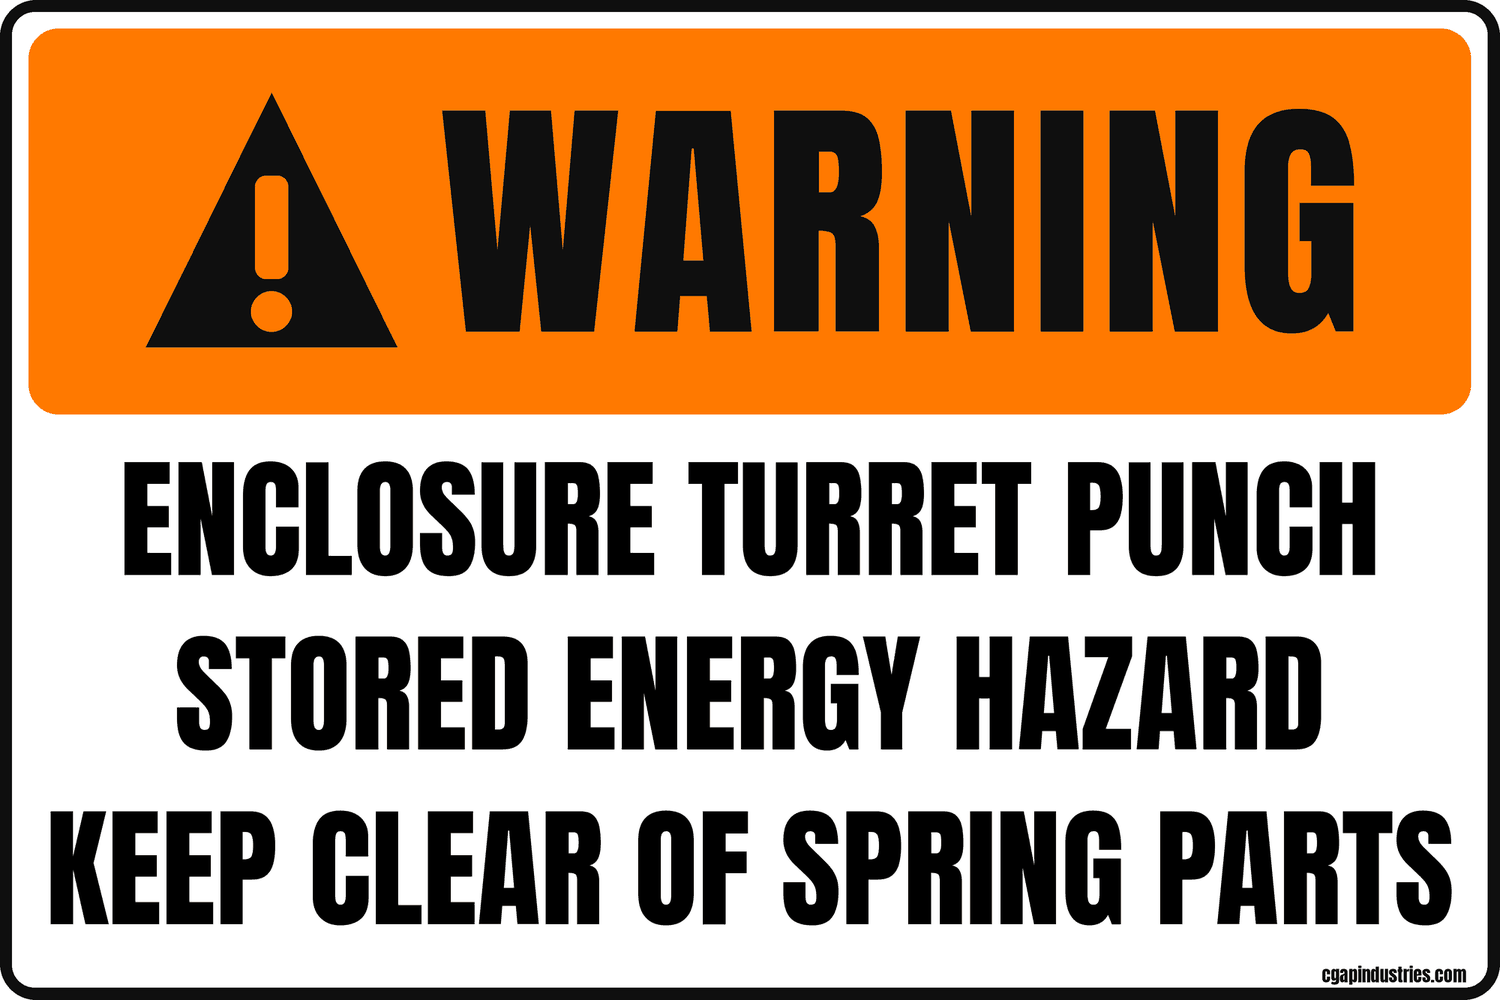 WARNING
ENCLOSURE TURRET PUNCH
STORED ENERGY HAZARD
KEEP CLEAR OF SPRING PARTS
cgapindustries.com